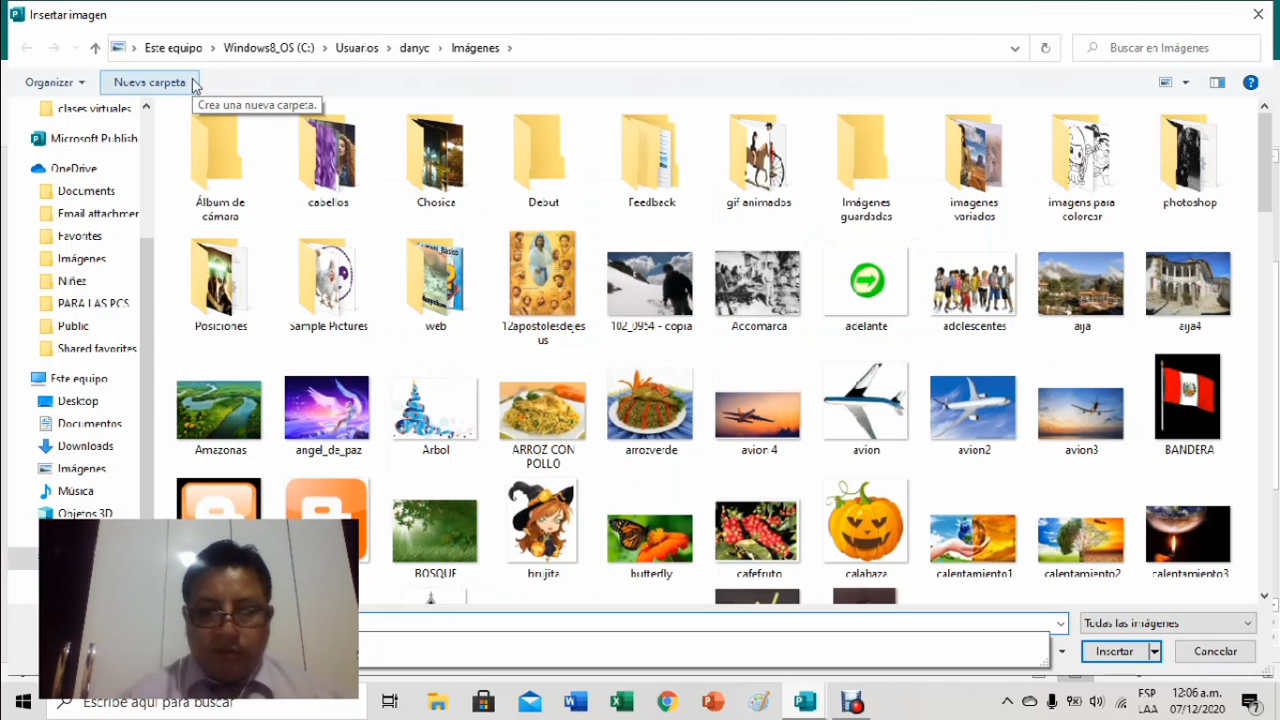 Insertar imagen
Este equipo > Windows8_OS (C:) > Usuarios > danyc > Imágenes >
Buscar en Imágenes
Organizar
Nueva carpeta
Crea una nueva carpeta.
clases virtuales
Microsoft Publish
OneDrive
Documents
Email attachmer
Favorites
Imágenes
Niñez
PARA LAS PCS
Public
Shared favorites
Este equipo
Desktop
Documentos
Downloads
Imágenes
Música
Objetos 3D
Álbum de cámara
cabellos
Chosica
Debut
Feedback
gif animados
Imágenes guardadas
imagenes variados
imagens para colorear
photoshop
Posiciones
Sample Pictures
web
12apostolesdejesus
102_0954 - copia
Accomarca
adelante
adolescentes
aija
aija4
Amazonas
angel_de_paz
Arbol
ARROZ CON POLLO
arrozverde
avion 4
avion
avion2
avion3
BANDERA
BOSQUE
brujita
butterfly
cafefruto
calabaza
calentamiento1
calentamiento2
calentamiento3
Todas las imágenes
Insertar
Cancelar
Escribe aquí para buscar
ESP
LAA
12:06 a.m.
07/12/2020